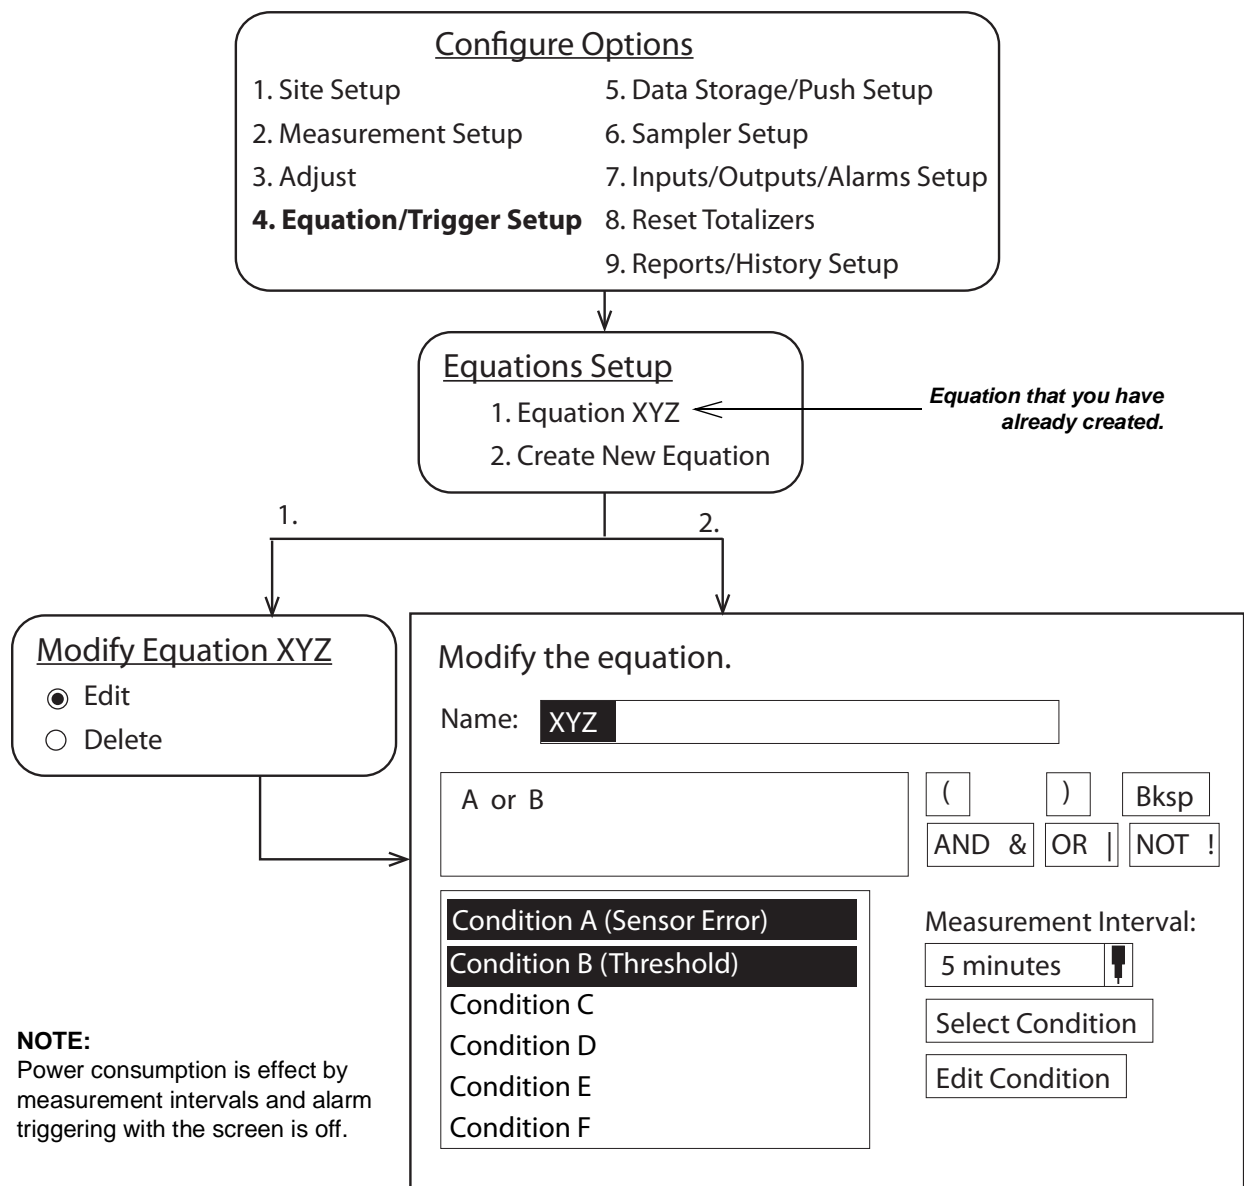 Configure Options
1. Site Setup
2. Measurement Setup
3. Adjust
4. Equation/Trigger Setup
5. Data Storage/Push Setup
6. Sampler Setup
7. Inputs/Outputs/Alarms Setup
8. Reset Totalizers
9. Reports/History Setup
Equations Setup
1. Equation XYZ
2. Create New Equation
Equation that you have
already created.
1.
2.
Modify Equation XYZ
Edit
Delete
Modify the equation.
Name: XYZ
A or B
( ) Bksp
AND & OR | NOT !
Condition A (Sensor Error)
Condition B (Threshold)
Condition C
Condition D
Condition E
Condition F
Measurement Interval:
5 minutes
Select Condition
Edit Condition
NOTE:
Power consumption is effect by
measurement intervals and alarm
triggering with the screen is off.